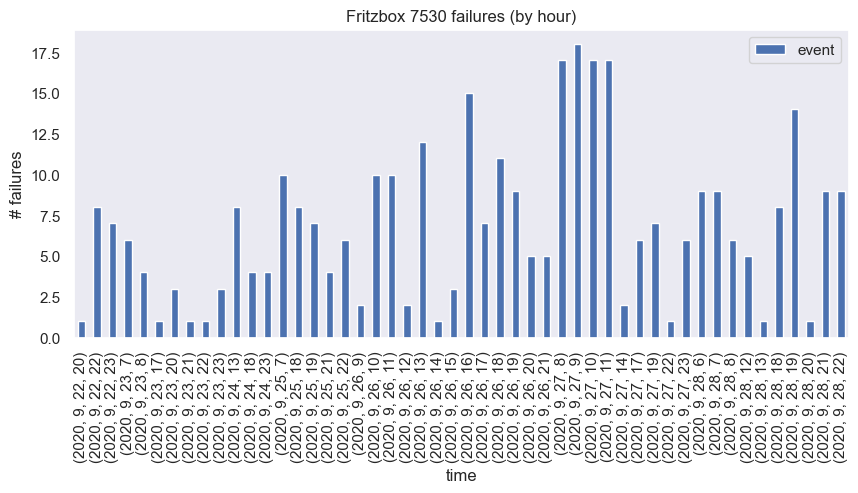 Fritzbox 7530 failures (by hour)
event
# failures
17.5
15.0
12.5
10.0
7.5
5.0
2.5
0.0
(2020, 9, 22, 20)
(2020, 9, 22, 22)
(2020, 9, 22, 23)
(2020, 9, 23, 7)
(2020, 9, 23, 8)
(2020, 9, 23, 17)
(2020, 9, 23, 20)
(2020, 9, 23, 21)
(2020, 9, 23, 22)
(2020, 9, 23, 23)
(2020, 9, 24, 13)
(2020, 9, 24, 18)
(2020, 9, 24, 23)
(2020, 9, 25, 7)
(2020, 9, 25, 18)
(2020, 9, 25, 19)
(2020, 9, 25, 21)
(2020, 9, 25, 22)
(2020, 9, 26, 9)
(2020, 9, 26, 10)
(2020, 9, 26, 11)
(2020, 9, 26, 12)
(2020, 9, 26, 13)
(2020, 9, 26, 14)
(2020, 9, 26, 15)
(2020, 9, 26, 16)
(2020, 9, 26, 17)
(2020, 9, 26, 18)
(2020, 9, 26, 19)
(2020, 9, 26, 20)
(2020, 9, 26, 21)
(2020, 9, 27, 8)
(2020, 9, 27, 9)
(2020, 9, 27, 10)
(2020, 9, 27, 11)
(2020, 9, 27, 14)
(2020, 9, 27, 17)
(2020, 9, 27, 19)
(2020, 9, 27, 22)
(2020, 9, 27, 23)
(2020, 9, 28, 6)
(2020, 9, 28, 7)
(2020, 9, 28, 8)
(2020, 9, 28, 12)
(2020, 9, 28, 13)
(2020, 9, 28, 18)
(2020, 9, 28, 19)
(2020, 9, 28, 20)
(2020, 9, 28, 21)
(2020, 9, 28, 22)
time